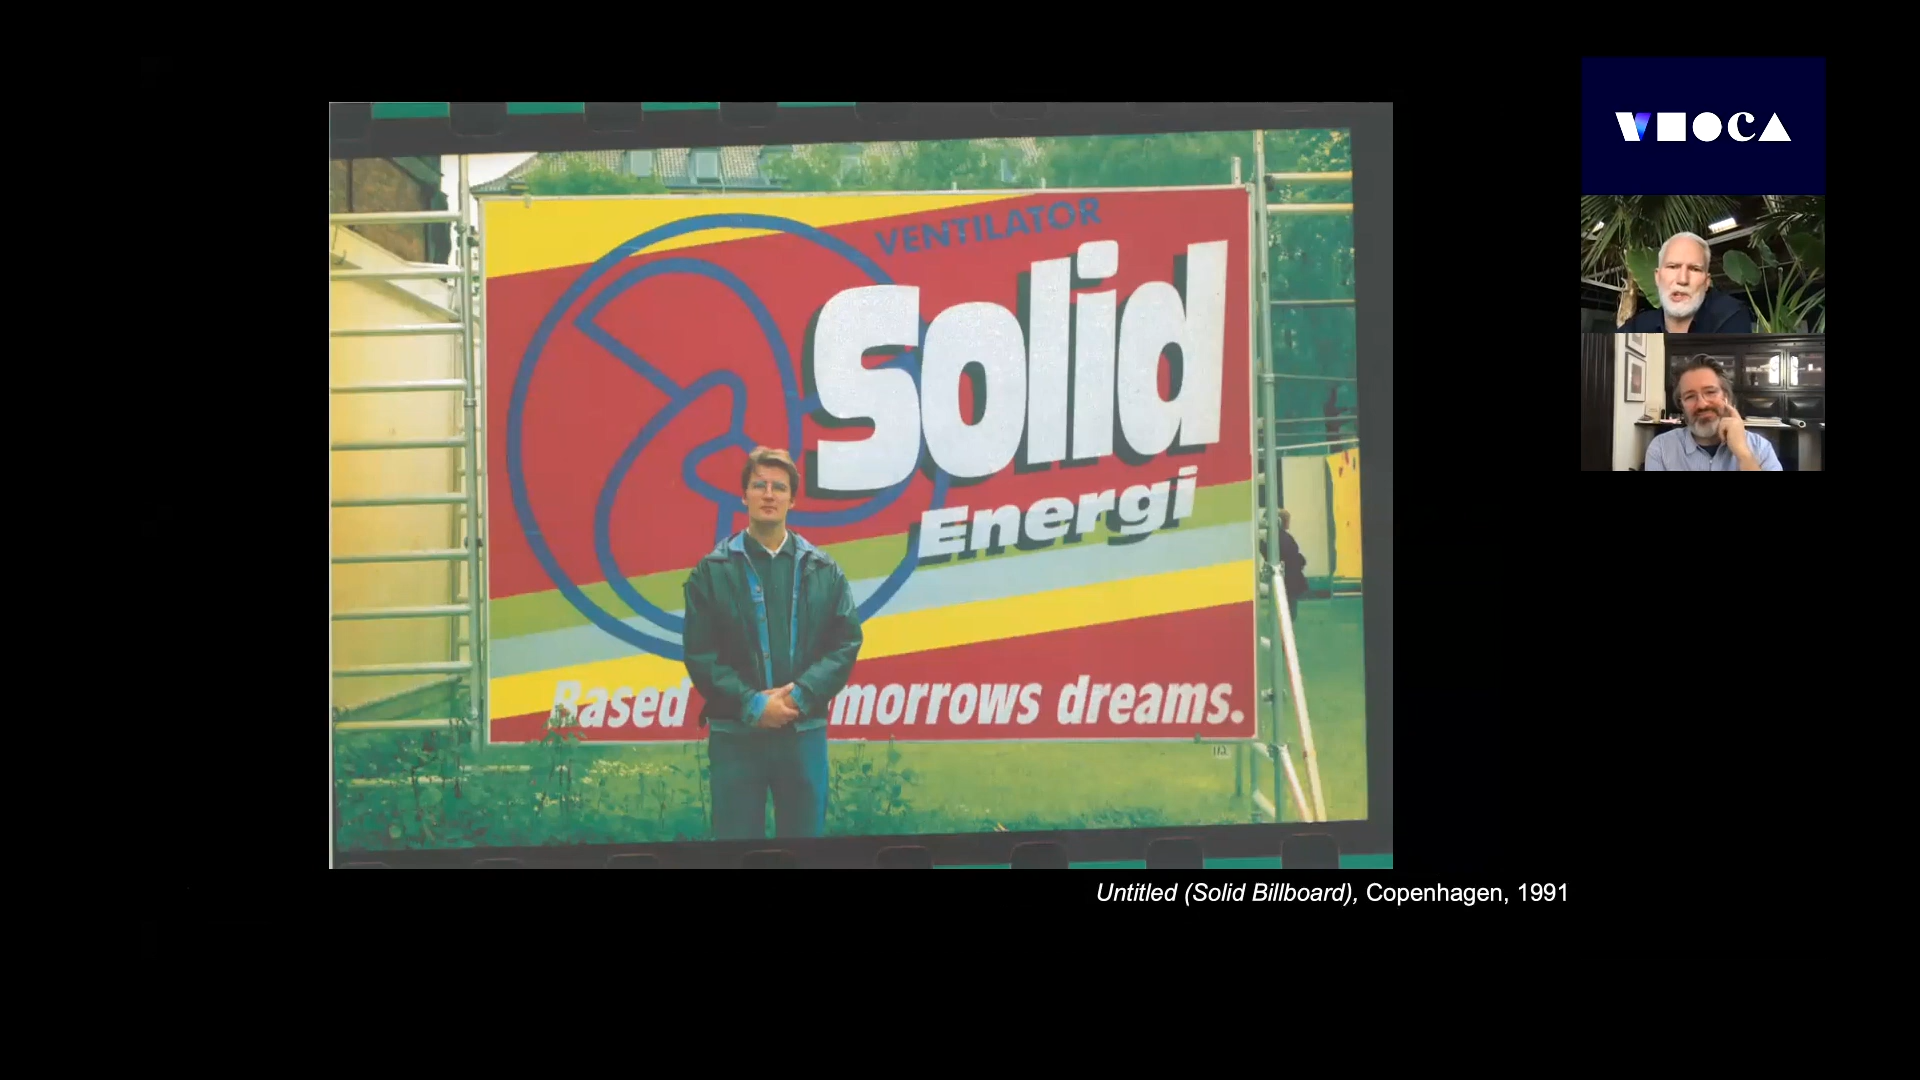 VMOCA
VENTILATOR
Solid
Energi
Based morrows dreams.
Untitled (Solid Billboard), Copenhagen, 1991